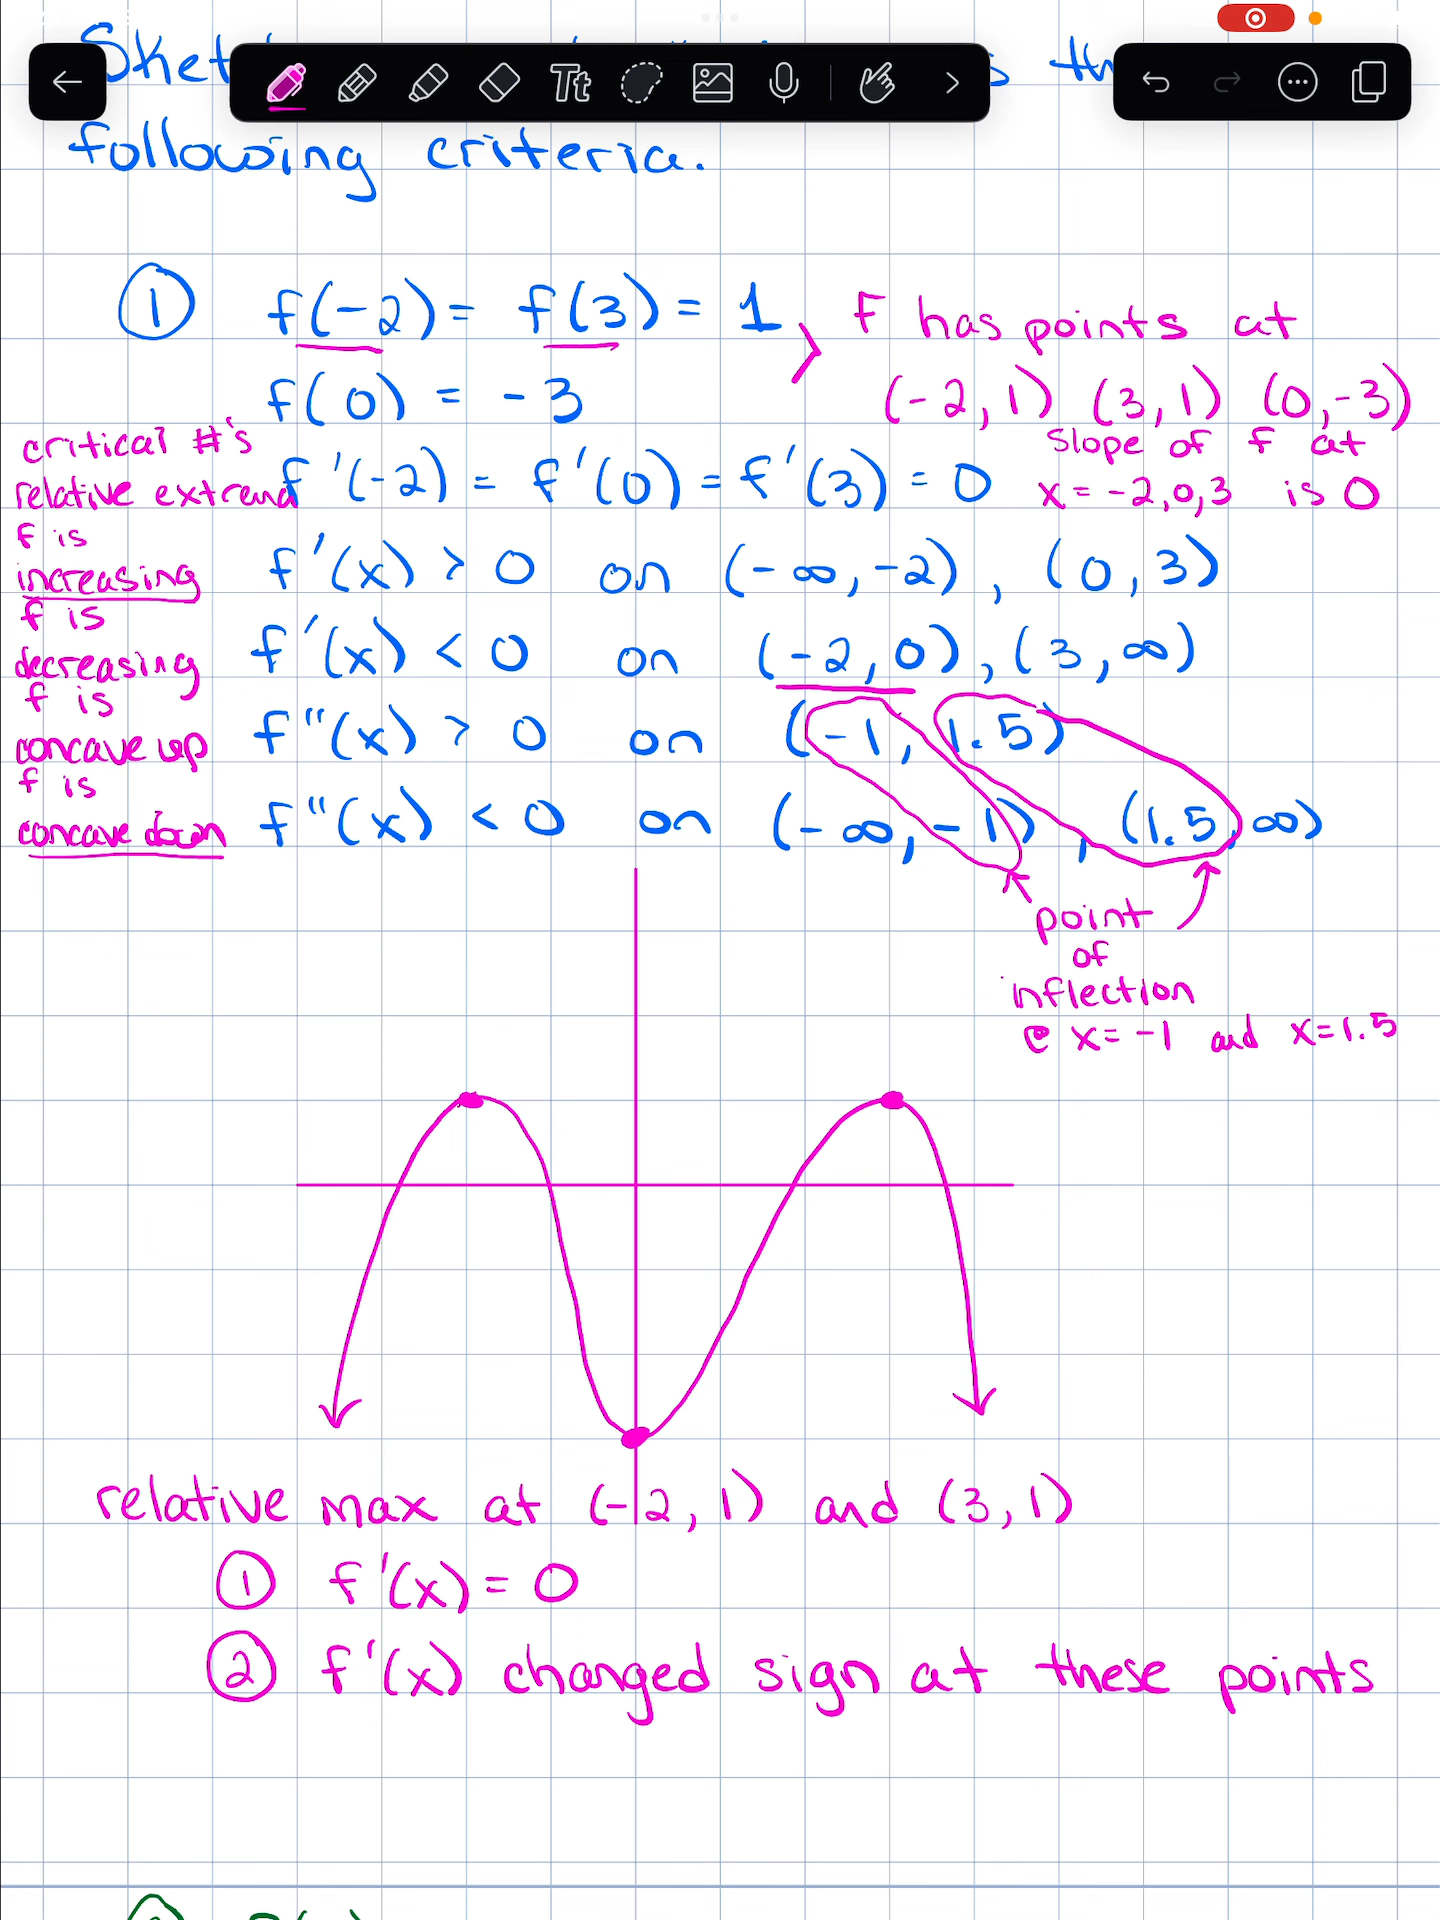 Sket th
following criteria.
① f(-2) = f(3) = 1
f(0) = -3
f has points at
(-2,1) (3,1) (0,-3)
critical #'s
relative extrema
f'(-2) = f'(0) = f'(3) = 0
slope of f at
x = -2,0,3 is 0
f is
increasing
f'(x) > 0 on (-∞,-2), (0,3)
f is
decreasing
f'(x) < 0 on (-2,0), (3,∞)
f is
concave up
f"(x) > 0 on (-1, 1.5)
f is
concave down
f"(x) < 0 on (-∞,-1), (1.5,∞)
point
of
inflection
@ x= -1 and x=1.5
relative max at (-2,1) and (3,1)
① f'(x) = 0
② f'(x) changed sign at these points
Tt